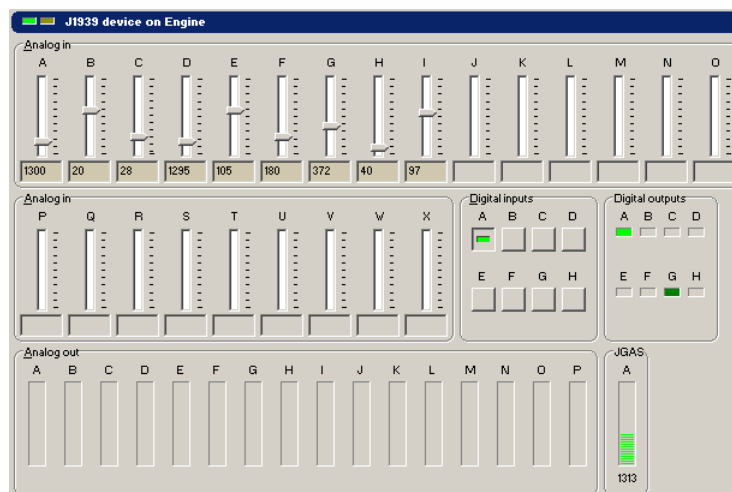 J1939 device on Engine
Analog in
A B C D E F G H I J K L M N O
1300 20 28 1295 105 180 372 40 97
Analog in
P Q R S T U V W X
Digital inputs
A B C D
E F G H
Digital outputs
A B C D
E F G H
Analog out
A B C D E F G H I J K L M N O P
JGAS
A
1313